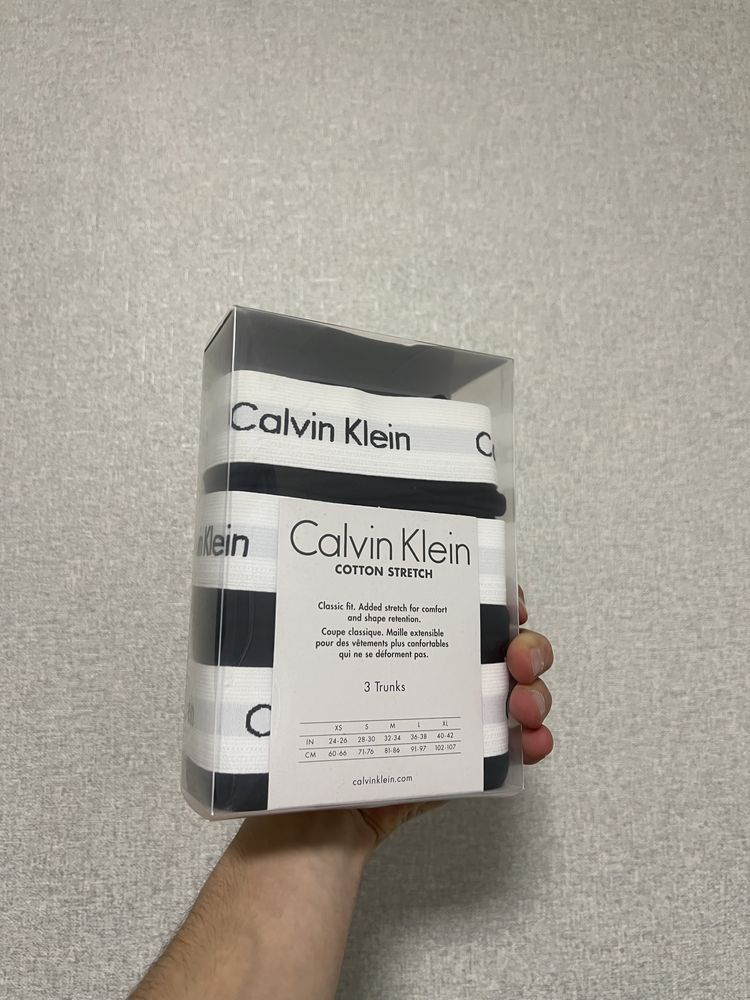 Calvin Klein
C
Klein
Calvin Klein
COTTON STRETCH
Classic fit. Added stretch for comfort
and shape retention.
Coupe classique. Maille extensible
pour des vêtements plus confortables
qui ne se déforment pas.
3 Trunks
C
XS S M L XL
IN 24-26 28-30 32-34 36-38 40-42
CM 60-66 71-76 81-86 91-97 102-107
calvinklein.com